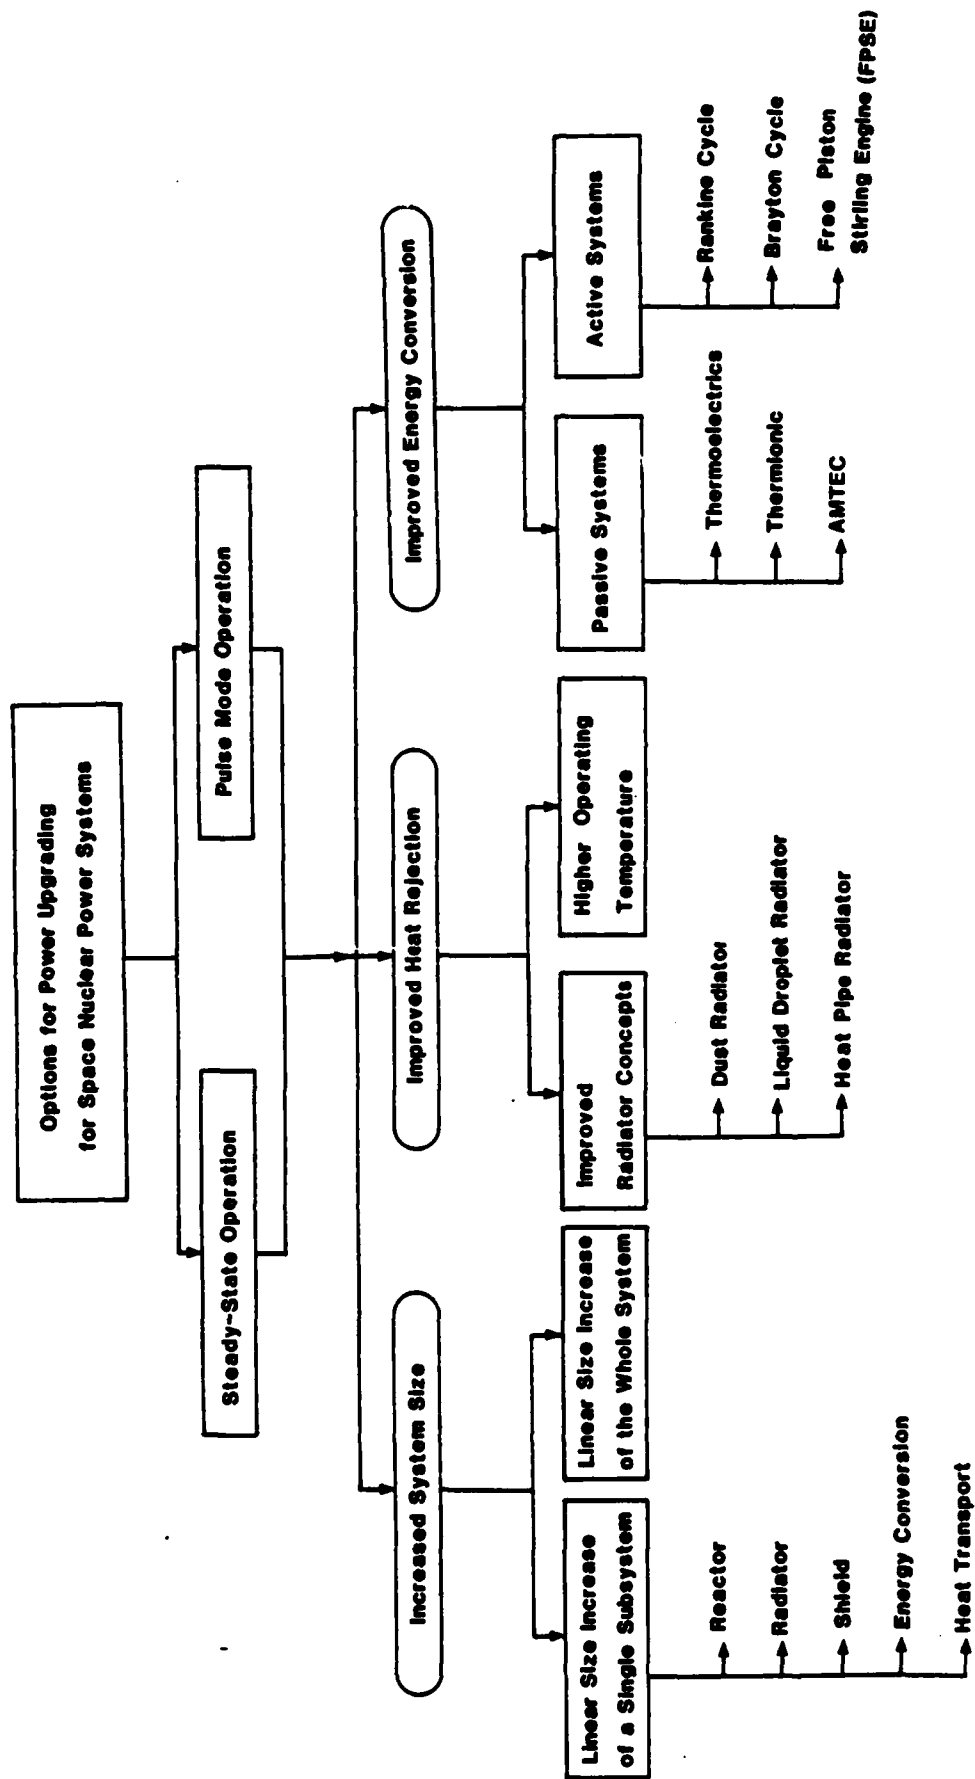 Options for Power Upgrading
for Space Nuclear Power Systems
Steady-State Operation
Pulse Mode Operation
Increased System Size
Improved Heat Rejection
Improved Energy Conversion
Linear Size Increase
of a Single Subsystem
Linear Size Increase
of the Whole System
Improved
Radiator Concepts
Higher Operating
Temperature
Passive Systems
Active Systems
Reactor
Radiator
Shield
Energy Conversion
Heat Transport
Dust Radiator
Liquid Droplet Radiator
Heat Pipe Radiator
Thermoelectrics
Thermionic
AMTEC
Rankine Cycle
Brayton Cycle
Free Piston
Stirling Engine (FPSE)